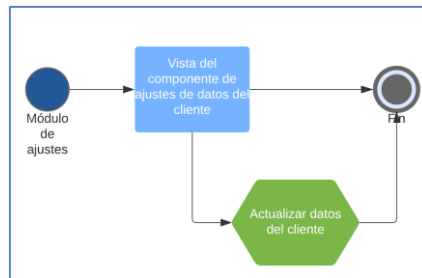 Vista del
componente de
ajustes de datos del
cliente
Módulo
de
ajustes
Fin
Actualizar datos
del cliente